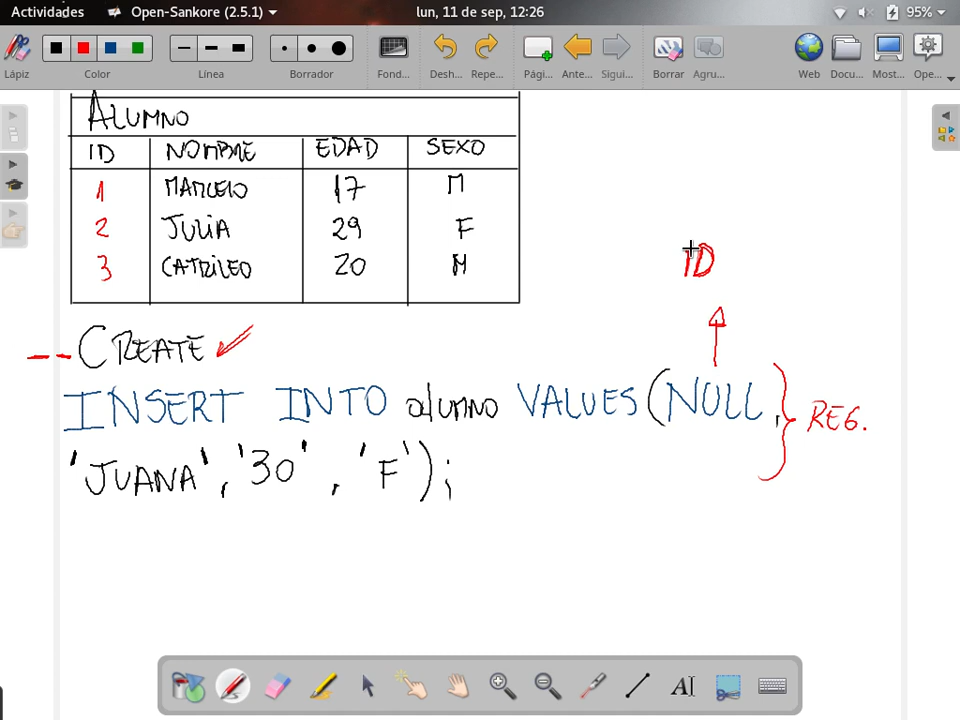 Actividades Open-Sankore (2.5.1) lun, 11 de sep, 12:26 95%
Lápiz Color Línea Borrador Fond... Desh... Repe... Pági... Ante... Sigui... Borrar Agru... Web Docu... Most... Ope...
ALUMNO
ID NOMBRE EDAD SEXO
1 MARCELO 17 M
2 JULIA 29 F
3 CATRILEO 20 M
ID
-- CREATE
INSERT INTO alumno VALUES (NULL, REG.
'JUANA', '30', 'F');